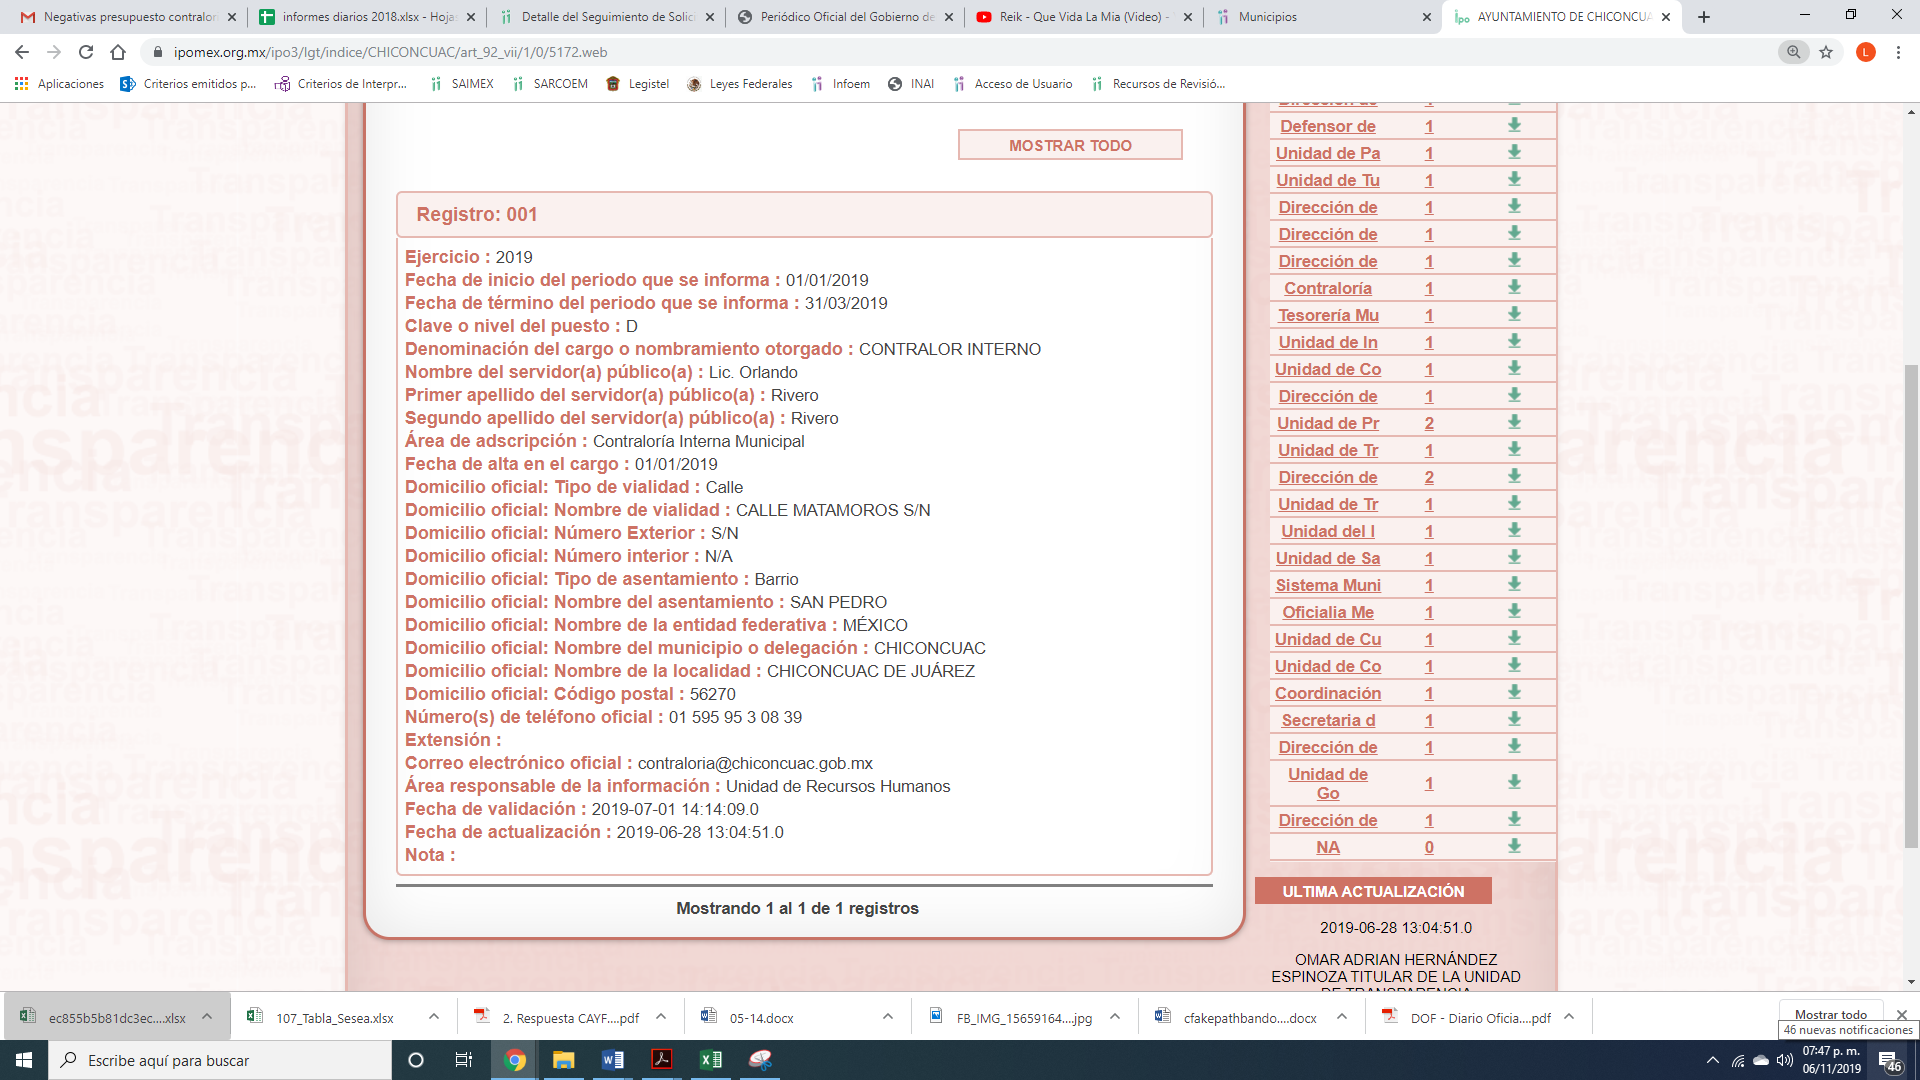 Negativas presupuesto contralor
informes diarios 2018.xlsx - Hojas
Detalle del Seguimiento de Solici
Periódico Oficial del Gobierno de
Reik - Que Vida La Mia (Video) -
Municipios
AYUNTAMIENTO DE CHICONCUA
ipomex.org.mx/ipo3/lgt/indice/CHICONCUAC/art_92_vii/1/0/5172.web
L
Aplicaciones
Criterios emitidos p...
Criterios de Interpr...
SAIMEX
SARCOEM
Legistel
Leyes Federales
Infoem
INAI
Acceso de Usuario
Recursos de Revisió...
MOSTRAR TODO
Registro: 001
Ejercicio : 2019
Fecha de inicio del periodo que se informa : 01/01/2019
Fecha de término del periodo que se informa : 31/03/2019
Clave o nivel del puesto : D
Denominación del cargo o nombramiento otorgado : CONTRALOR INTERNO
Nombre del servidor(a) público(a) : Lic. Orlando
Primer apellido del servidor(a) público(a) : Rivero
Segundo apellido del servidor(a) público(a) : Rivero
Área de adscripción : Contraloría Interna Municipal
Fecha de alta en el cargo : 01/01/2019
Domicilio oficial: Tipo de vialidad : Calle
Domicilio oficial: Nombre de vialidad : CALLE MATAMOROS S/N
Domicilio oficial: Número Exterior : S/N
Domicilio oficial: Número interior : N/A
Domicilio oficial: Tipo de asentamiento : Barrio
Domicilio oficial: Nombre del asentamiento : SAN PEDRO
Domicilio oficial: Nombre de la entidad federativa : MÉXICO
Domicilio oficial: Nombre del municipio o delegación : CHICONCUAC
Domicilio oficial: Nombre de la localidad : CHICONCUAC DE JUÁREZ
Domicilio oficial: Código postal : 56270
Número(s) de teléfono oficial : 01 595 95 3 08 39
Extensión :
Correo electrónico oficial : contraloria@chiconcuac.gob.mx
Área responsable de la información : Unidad de Recursos Humanos
Fecha de validación : 2019-07-01 14:14:09.0
Fecha de actualización : 2019-06-28 13:04:51.0
Nota :
Mostrando 1 al 1 de 1 registros
Dirección de 1
Defensor de 1
Unidad de Pa 1
Unidad de Tu 1
Dirección de 1
Dirección de 1
Dirección de 1
Contraloría 1
Tesorería Mu 1
Unidad de In 1
Unidad de Co 1
Dirección de 1
Unidad de Pr 2
Unidad de Tr 1
Dirección de 2
Unidad de Tr 1
Unidad del I 1
Unidad de Sa 1
Sistema Muni 1
Oficialia Me 1
Unidad de Cu 1
Unidad de Co 1
Coordinación 1
Secretaria d 1
Dirección de 1
Unidad de
Go 1
Dirección de 1
NA 0
ULTIMA ACTUALIZACIÓN
2019-06-28 13:04:51.0
OMAR ADRIAN HERNÁNDEZ
ESPINOZA TITULAR DE LA UNIDAD
DE TRANSPARENCIA
ec855b5b81dc3ec....xlsx
107_Tabla_Sesea.xlsx
2. Respuesta CAYF....pdf
05-14.docx
FB_IMG_15659164....jpg
cfakepathbando....docx
DOF - Diario Oficia....pdf
Mostrar todo
46 nuevas notificaciones
Escribe aquí para buscar
07:47 p. m.
06/11/2019
46